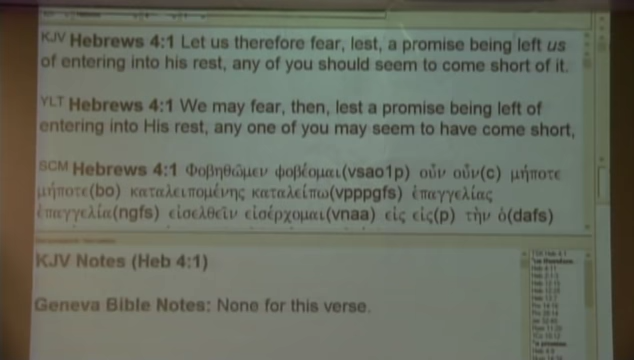 KJV Hebrews 4:1 Let us therefore fear, lest, a promise being left us
of entering into his rest, any of you should seem to come short of it.
YLT Hebrews 4:1 We may fear, then, lest a promise being left of
entering into His rest, any one of you may seem to have come short,
SCM Hebrews 4:1 Φοβηθῶμεν φοβέομαι(vsao1p) οὖν οὖν(c) μήποτε
μήποτε(bo) καταλειπομένης καταλείπω(vpppgfs) ἐπαγγελίας
ἐπαγγελία(ngfs) εἰσελθεῖν εἰσέρχομαι(vnaa) εἰς εἰς(p) τὴν ὁ(dafs)
KJV Notes (Heb 4:1)
Geneva Bible Notes: None for this verse.